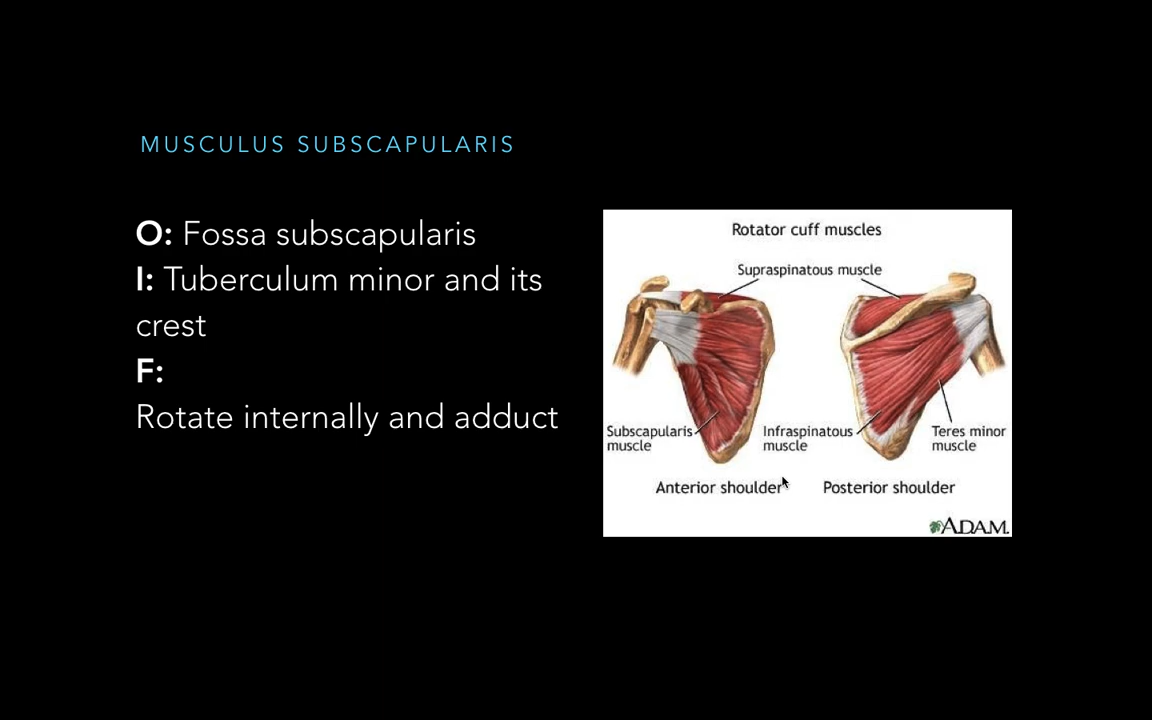 MUSCULUS SUBSCAPULARIS
O: Fossa subscapularis
I: Tuberculum minor and its
crest
F:
Rotate internally and adduct
Rotator cuff muscles
Supraspinatous muscle
Subscapularis
muscle
Infraspinatous
muscle
Teres minor
muscle
Anterior shoulder
Posterior shoulder
ADAM.